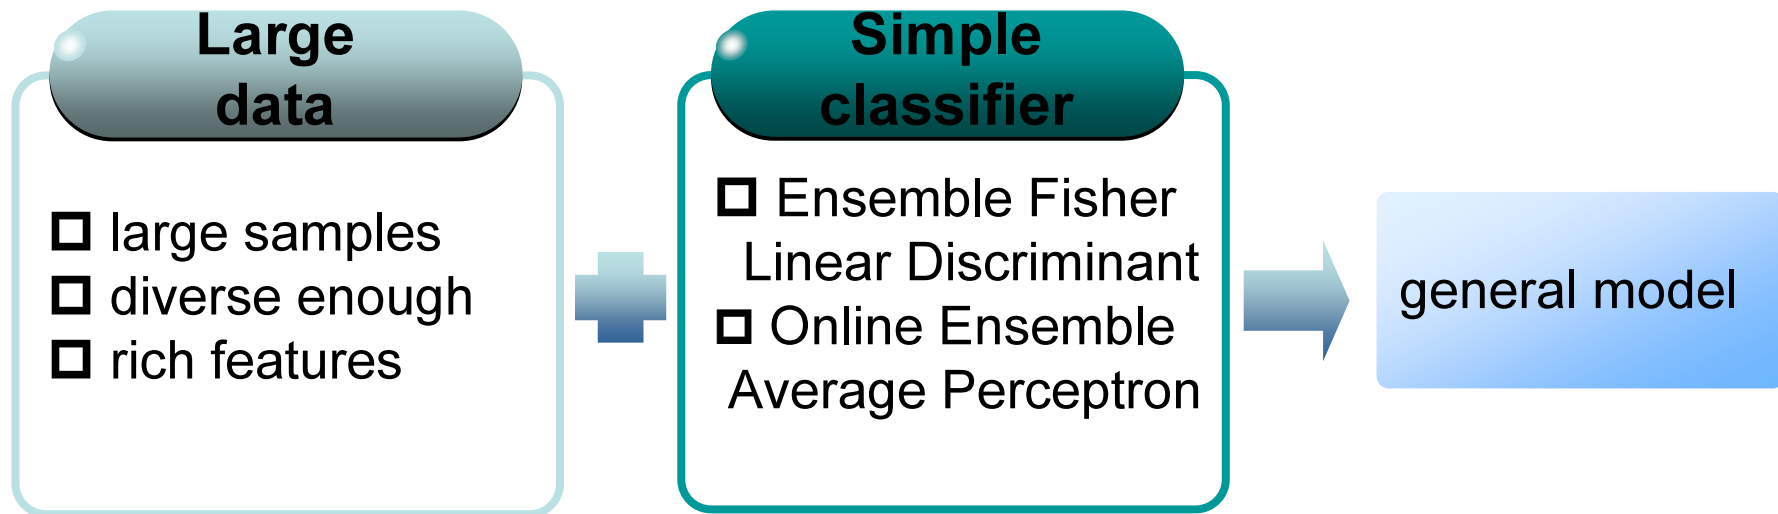 Large
data
large samples
diverse enough
rich features
Simple
classifier
Ensemble Fisher
Linear Discriminant
Online Ensemble
Average Perceptron
general model